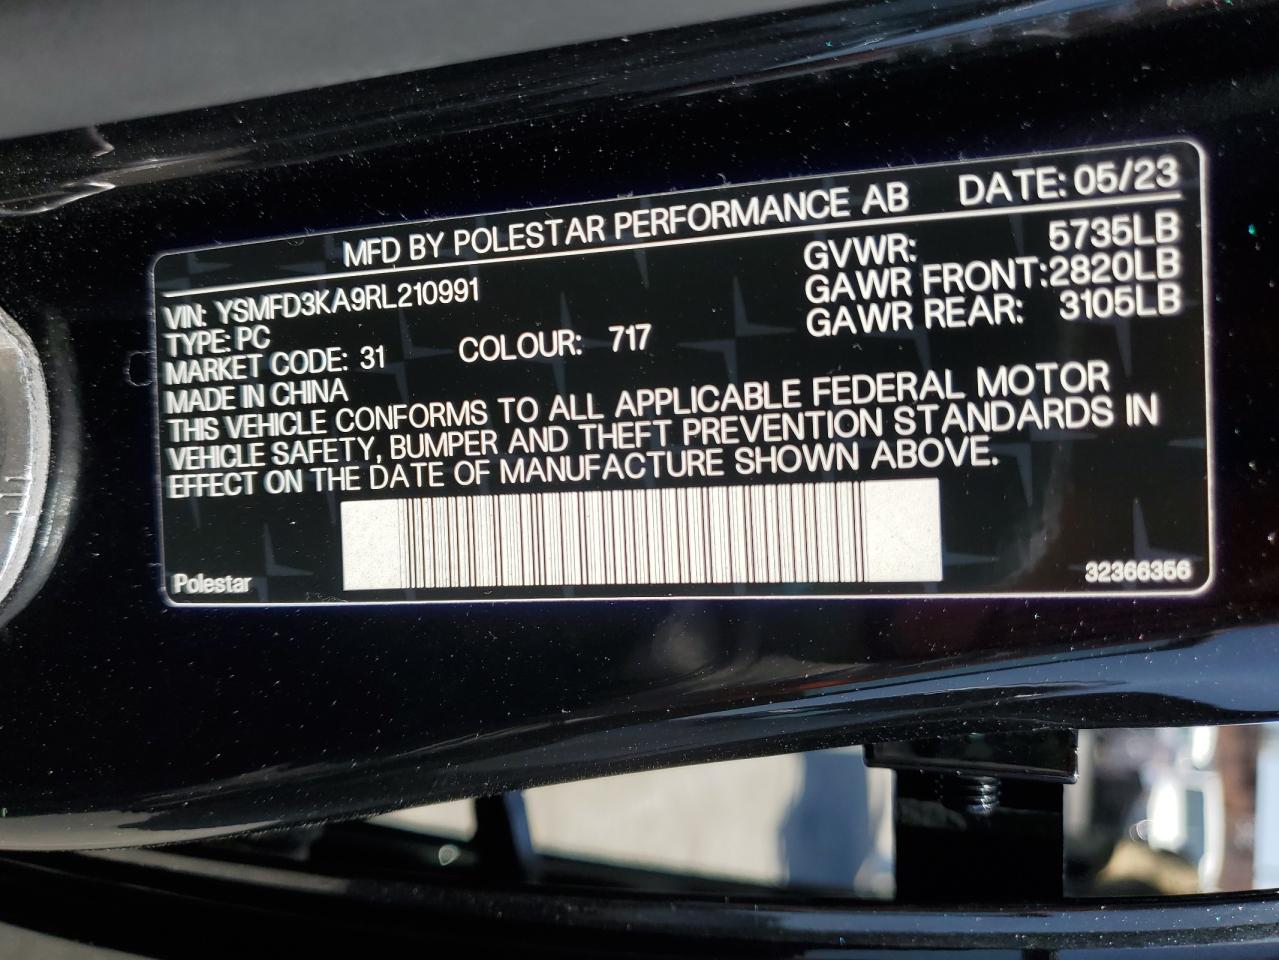 MFD BY POLESTAR PERFORMANCE AB DATE: 05/23
VIN: YSMFD3KA9RL210991 GVWR: 5735LB
TYPE: PC GAWR FRONT: 2820LB
MARKET CODE: 31 COLOUR: 717 GAWR REAR: 3105LB
MADE IN CHINA
THIS VEHICLE CONFORMS TO ALL APPLICABLE FEDERAL MOTOR
VEHICLE SAFETY, BUMPER AND THEFT PREVENTION STANDARDS IN
EFFECT ON THE DATE OF MANUFACTURE SHOWN ABOVE.
Polestar 32366356